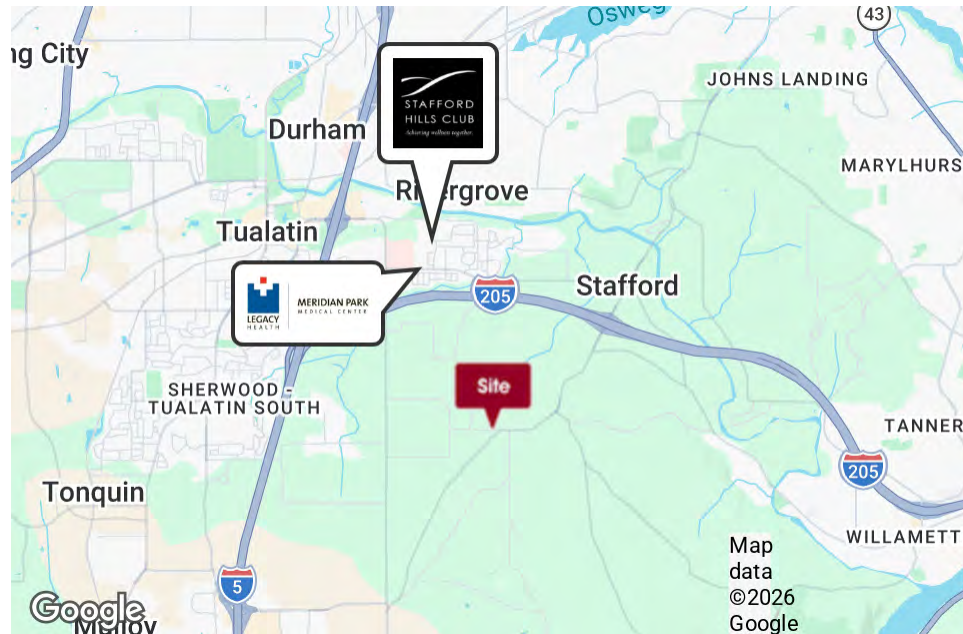 Osweg
43
ng City
JOHNS LANDING
STAFFORD
HILLS CLUB
Achieving wellness together.
Durham
MARYLHURS
Rivergrove
Tualatin
Stafford
205
LEGACY
HEALTH
MERIDIAN PARK
MEDICAL CENTER
Site
SHERWOOD -
TUALATIN SOUTH
TANNER
205
Tonquin
WILLAMETT
Map
data
©2026
Google
5
Google
Mulloy